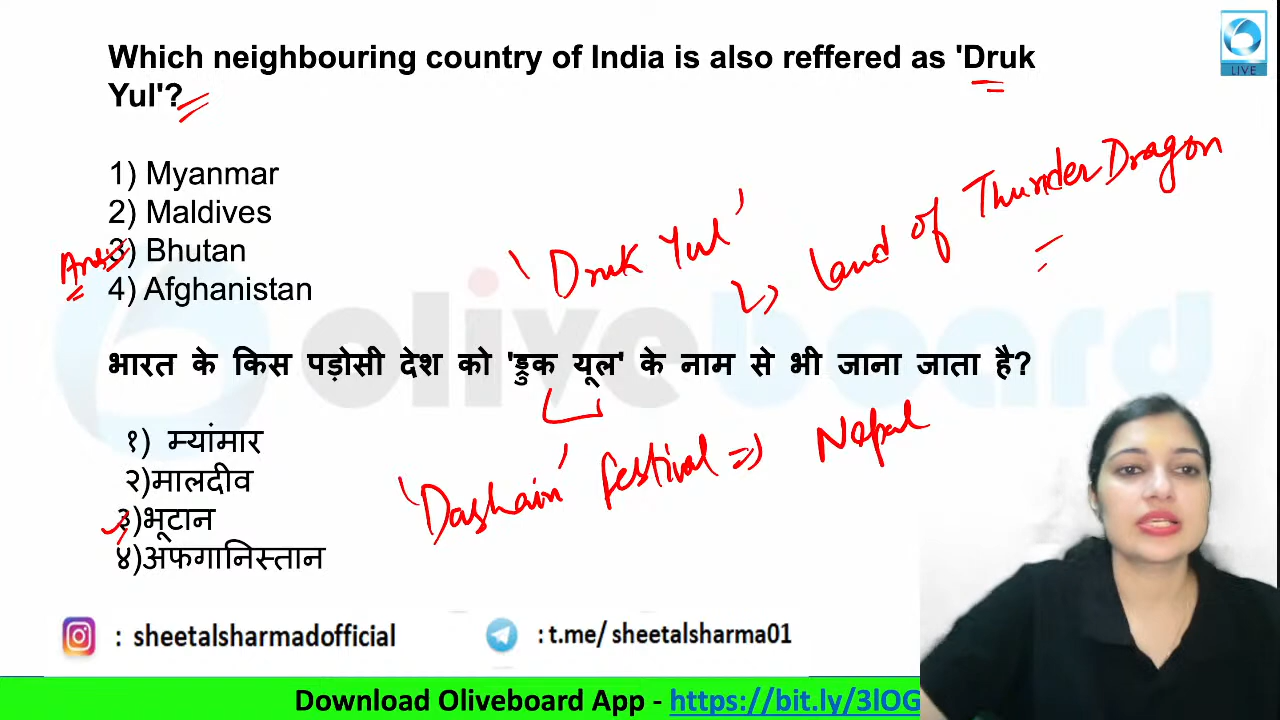 Which neighbouring country of India is also reffered as 'Druk
Yul'?
LIVE
1) Myanmar
2) Maldives
Ans:3
3) Bhutan
4) Afghanistan
'Druk Yul'
↳ Land of Thunder Dragon
oliveboard
भारत के किस पड़ोसी देश को 'ड्रुक यूल' के नाम से भी जाना जाता है?
१) म्यांमार
२)मालदीव
३)भूटान
४)अफगानिस्तान
'Dashain' festival => Nepal
: sheetalsharmadofficial
: t.me/ sheetalsharma01
Download Oliveboard App - https://bit.ly/3lOG